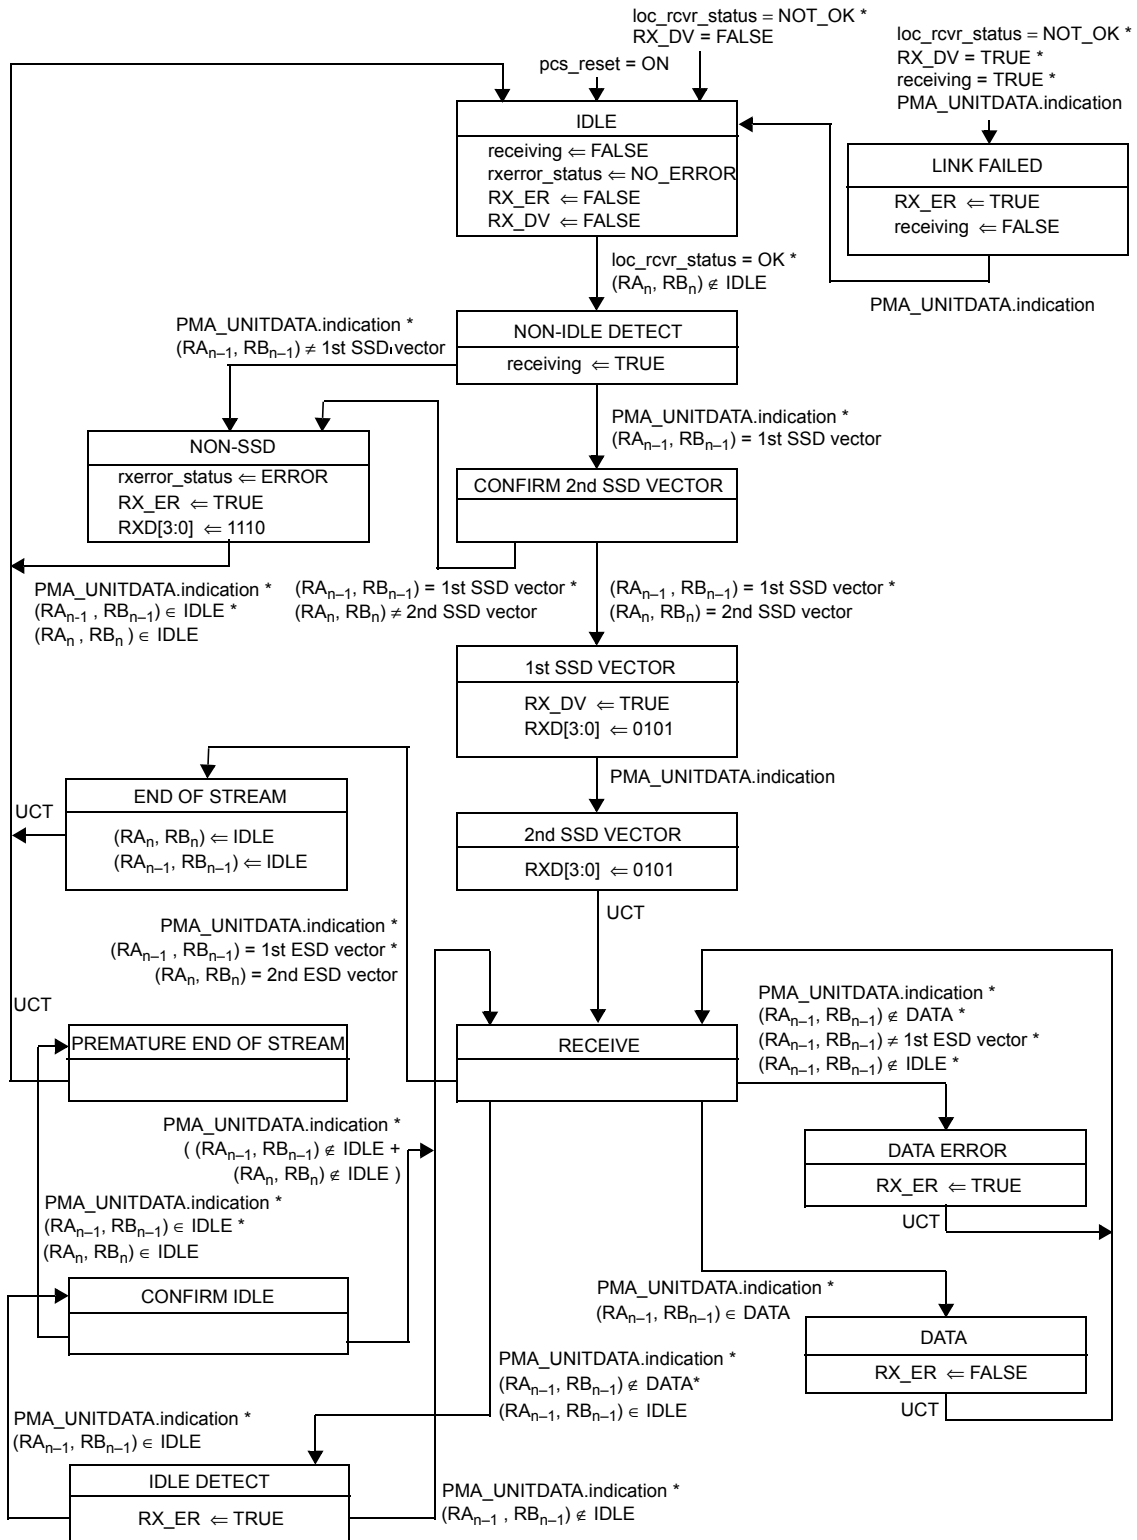 loc_rcvr_status = NOT_OK *
RX_DV = FALSE
pcs_reset = ON
loc_rcvr_status = NOT_OK *
RX_DV = TRUE *
receiving = TRUE *
PMA_UNITDATA.indication
IDLE
receiving ⇐ FALSE
rxerror_status ⇐ NO_ERROR
RX_ER ⇐ FALSE
RX_DV ⇐ FALSE
LINK FAILED
RX_ER ⇐ TRUE
receiving ⇐ FALSE
PMA_UNITDATA.indication
loc_rcvr_status = OK *
(RAn, RBn) ∉ IDLE
NON-IDLE DETECT
receiving ⇐ TRUE
PMA_UNITDATA.indication *
(RAn–1, RBn–1) ≠ 1st SSD vector
PMA_UNITDATA.indication *
(RAn–1, RBn–1) = 1st SSD vector
NON-SSD
rxerror_status ⇐ ERROR
RX_ER ⇐ TRUE
RXD[3:0] ⇐ 1110
CONFIRM 2nd SSD VECTOR
PMA_UNITDATA.indication *
(RAn-1 , RBn–1) ∈ IDLE *
(RAn , RBn ) ∈ IDLE
(RAn–1, RBn–1) = 1st SSD vector *
(RAn, RBn) ≠ 2nd SSD vector
(RAn–1 , RBn–1) = 1st SSD vector *
(RAn, RBn) = 2nd SSD vector
1st SSD VECTOR
RX_DV ⇐ TRUE
RXD[3:0] ⇐ 0101
PMA_UNITDATA.indication
2nd SSD VECTOR
RXD[3:0] ⇐ 0101
UCT
END OF STREAM
(RAn, RBn) ⇐ IDLE
(RAn–1, RBn–1) ⇐ IDLE
UCT
PMA_UNITDATA.indication *
(RAn–1 , RBn–1) = 1st ESD vector *
(RAn, RBn) = 2nd ESD vector
UCT
PREMATURE END OF STREAM
RECEIVE
PMA_UNITDATA.indication *
(RAn–1, RBn–1) ∉ DATA *
(RAn–1, RBn–1) ≠ 1st ESD vector *
(RAn–1, RBn–1) ∉ IDLE *
PMA_UNITDATA.indication *
( (RAn–1, RBn–1) ∉ IDLE +
(RAn, RBn) ∉ IDLE )
DATA ERROR
RX_ER ⇐ TRUE
UCT
PMA_UNITDATA.indication *
(RAn–1, RBn–1) ∈ IDLE *
(RAn, RBn) ∈ IDLE
CONFIRM IDLE
PMA_UNITDATA.indication *
(RAn–1, RBn–1) ∈ DATA
DATA
RX_ER ⇐ FALSE
UCT
PMA_UNITDATA.indication *
(RAn–1, RBn–1) ∉ DATA*
(RAn–1, RBn–1) ∈ IDLE
PMA_UNITDATA.indication *
(RAn–1, RBn–1) ∈ IDLE
IDLE DETECT
RX_ER ⇐ TRUE
PMA_UNITDATA.indication *
(RAn–1 , RBn–1) ∉ IDLE